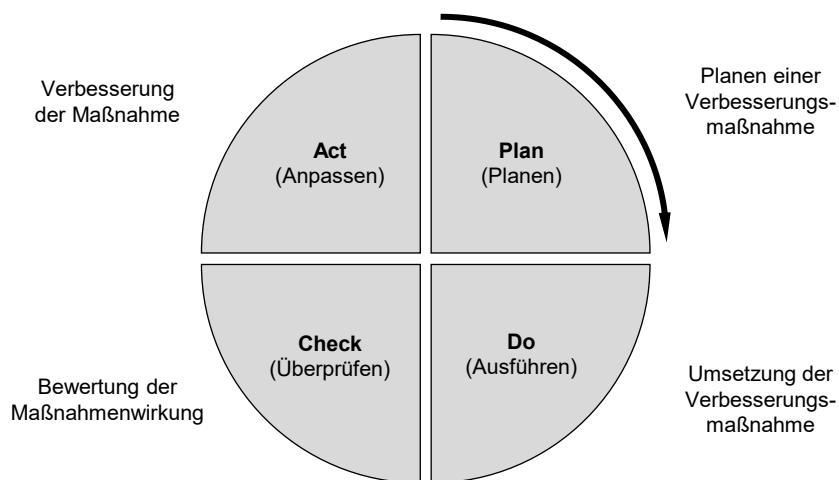 Verbesserung
der Maßnahme
Act
(Anpassen)
Plan
(Planen)
Planen einer
Verbesserungs-
maßnahme
Bewertung der
Maßnahmenwirkung
Check
(Überprüfen)
Do
(Ausführen)
Umsetzung der
Verbesserungs-
maßnahme